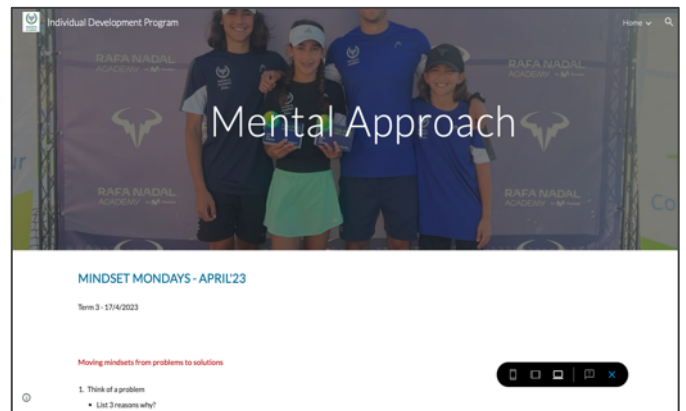 Individual Development Program
Home
RAFA NADAL
ACADEMY
RAFA NADAL
ACADEMY
Mental Approach
RAFA NADAL
ACADEMY
RAFA NADAL
ACADEMY
Co
MINDSET MONDAYS - APRIL'23
Term 3 - 17/4/2023
Moving mindsets from problems to solutions
1. Think of a problem
• List 3 reasons why?